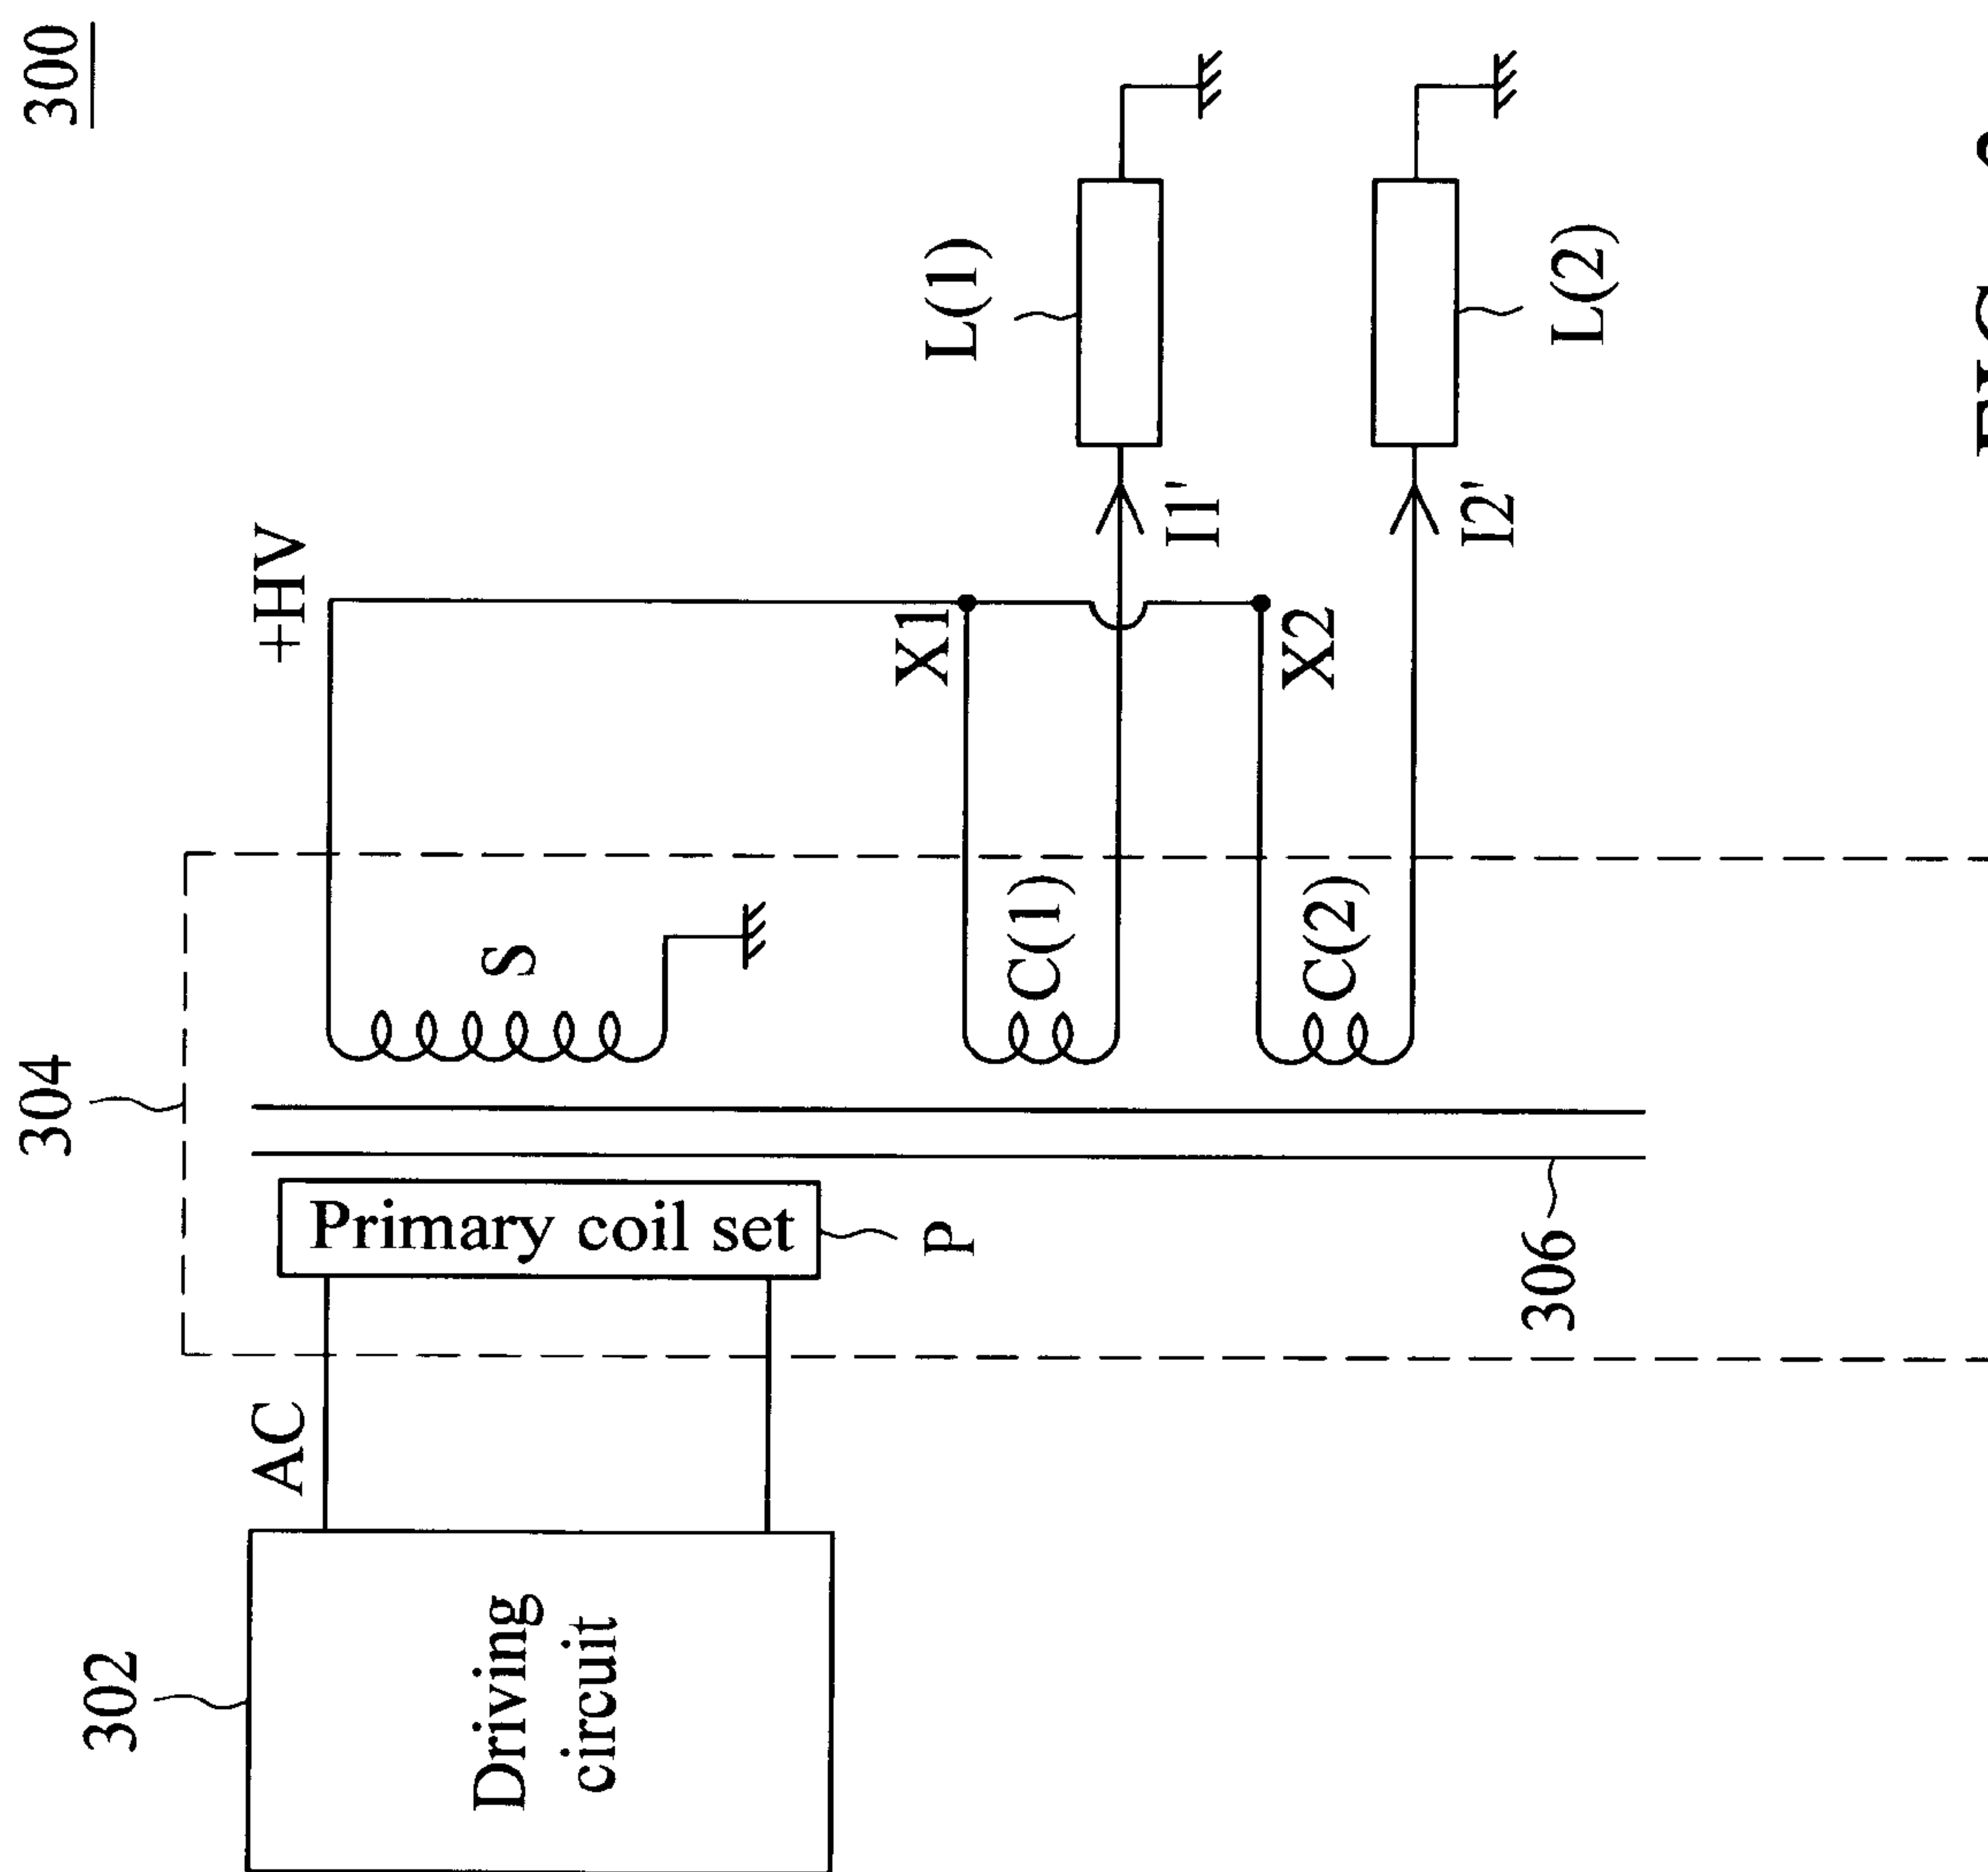 300
304
302
+HV
AC
S
Driving
circuit
Primary coil set
P
X1
C(1)
L(1)
I1'
X2
C(2)
L(2)
I2'
306